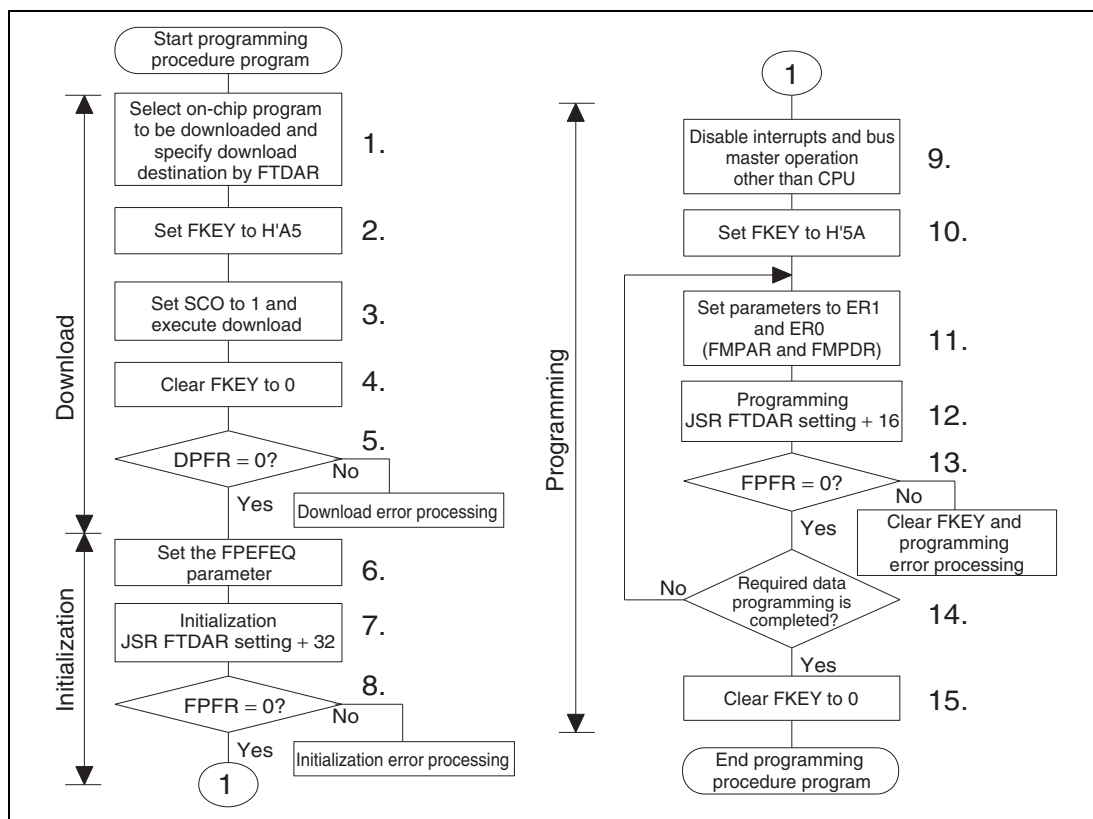 Start programming
procedure program
Select on-chip program
to be downloaded and
specify download
destination by FTDAR
1.
Set FKEY to H'A5
2.
Set SCO to 1 and
execute download
3.
Clear FKEY to 0
4.
5.
DPFR = 0?
No
Yes
Download error processing
Download
Set the FPEFEQ
parameter
6.
Initialization
JSR FTDAR setting + 32
7.
8.
FPFR = 0?
No
Yes
Initialization error processing
1
Initialization
1
Disable interrupts and bus
master operation
other than CPU
9.
Set FKEY to H'5A
10.
Set parameters to ER1
and ER0
(FMPAR and FMPDR)
11.
Programming
JSR FTDAR setting + 16
12.
13.
FPFR = 0?
No
Yes
Clear FKEY and
programming
error processing
No
Required data
programming is
completed?
14.
Yes
Clear FKEY to 0
15.
End programming
procedure program
Programming